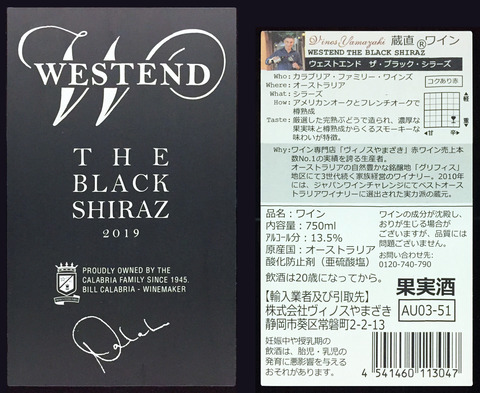 W
WESTEND
THE
BLACK
SHIRAZ
2019
PROUDLY OWNED BY THE
CALABRIA FAMILY SINCE 1945.
BILL CALABRIA - WINEMAKER
Vinos Yamazaki 蔵直®ワイン
WESTEND THE BLACK SHIRAZ
ウェストエンド ザ・ブラック・シラーズ
Who: カラブリア・ファミリー・ワインズ
Where: オーストラリア
What: シラーズ
How: アメリカンオークとフレンチオークで
樽熟成
Taste: 厳選した完熟ぶどうで造られ、濃厚な
果実味と樽熟成からくるスモーキーな
味わいが特徴。
コクあり赤
軽
重
甘 辛
Why: ワイン専門店「ヴィノスやまざき」赤ワイン売上本
数No.1の実績を誇る生産者。
オーストラリアの自然豊かな銘醸地「グリフィス」
地区にて3世代続く家族経営のワイナリー。2010年
には、ジャパンワインチャレンジにてベストオース
トラリアワイナリーに選出された実力派の蔵元。
品名：ワイン
内容量：750ml
アルコール分：13.5%
原産国：オーストラリア
酸化防止剤（亜硫酸塩）
ワインの成分が沈殿し、
おりが生じる場合が
ございますが、品質には
問題ございません。
お問い合わせ：
0120-740-790
飲酒は20歳になってから。
【輸入業者及び引取先】
株式会社ヴィノスやまざき
静岡市葵区常磐町2-2-13
果実酒
AU03-51
妊娠中や授乳期の
飲酒は、胎児・乳児の
発育に悪影響を与える
おそれがあります。
4 541460 113047